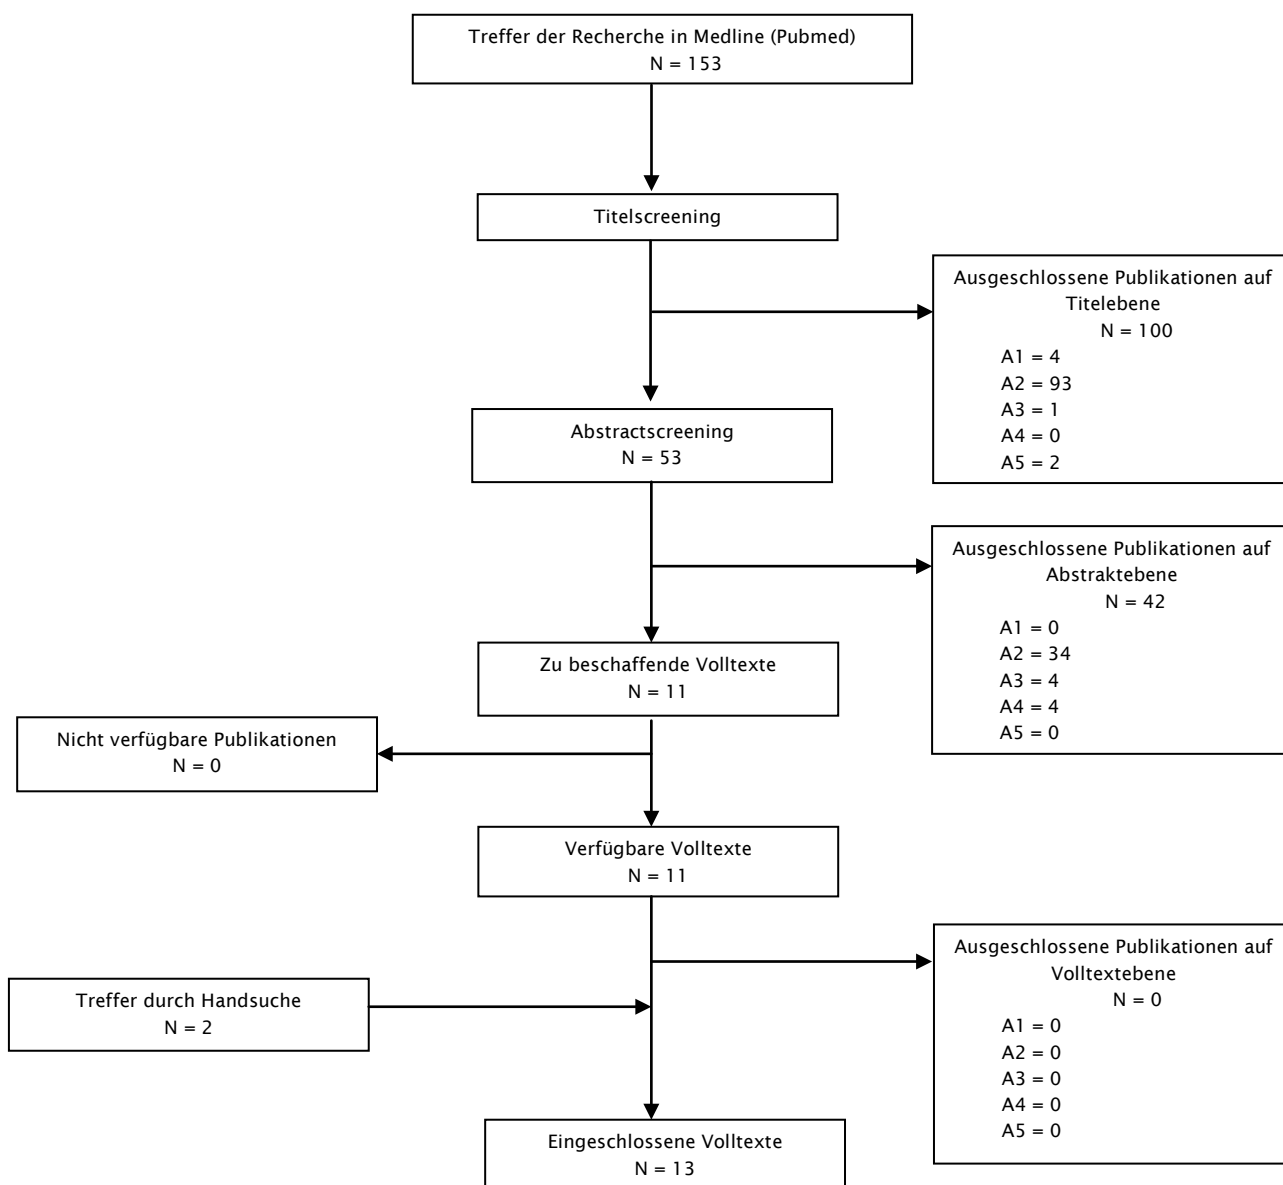 Treffer der Recherche in Medline (Pubmed)
N = 153
Titelscreening
Ausgeschlossene Publikationen auf
Titelebene
N = 100
A1 = 4
A2 = 93
A3 = 1
A4 = 0
A5 = 2
Abstractscreening
N = 53
Ausgeschlossene Publikationen auf
Abstraktebene
N = 42
A1 = 0
A2 = 34
A3 = 4
A4 = 4
A5 = 0
Zu beschaffende Volltexte
N = 11
Nicht verfügbare Publikationen
N = 0
Verfügbare Volltexte
N = 11
Ausgeschlossene Publikationen auf
Volltextebene
N = 0
A1 = 0
A2 = 0
A3 = 0
A4 = 0
A5 = 0
Treffer durch Handsuche
N = 2
Eingeschlossene Volltexte
N = 13